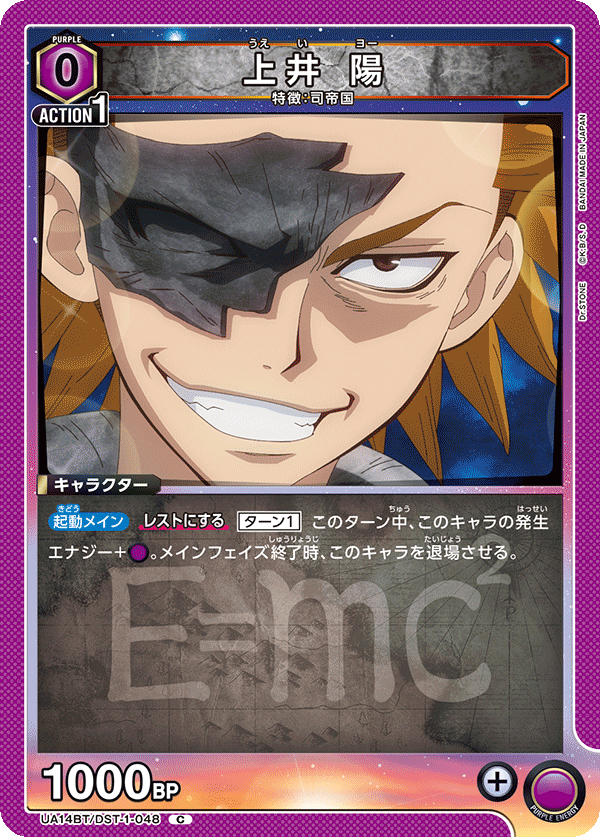 PURPLE
0
ACTION1
うえ い ヨー
上井 陽
特徴：司帝国
Dr.STONE ©K:B/S,D BANDAI MADE IN JAPAN
キャラクター
きどう ちゅう はっせい
起動メイン レストにする ターン1 このターン中、このキャラの発生
しゅうりょうじ たいじょう
エナジー+。メインフェイズ終了時、このキャラを退場させる。
E=mc²
1000BP
+
PURPLE ENERGY
UA14BT/DST-1-048 C